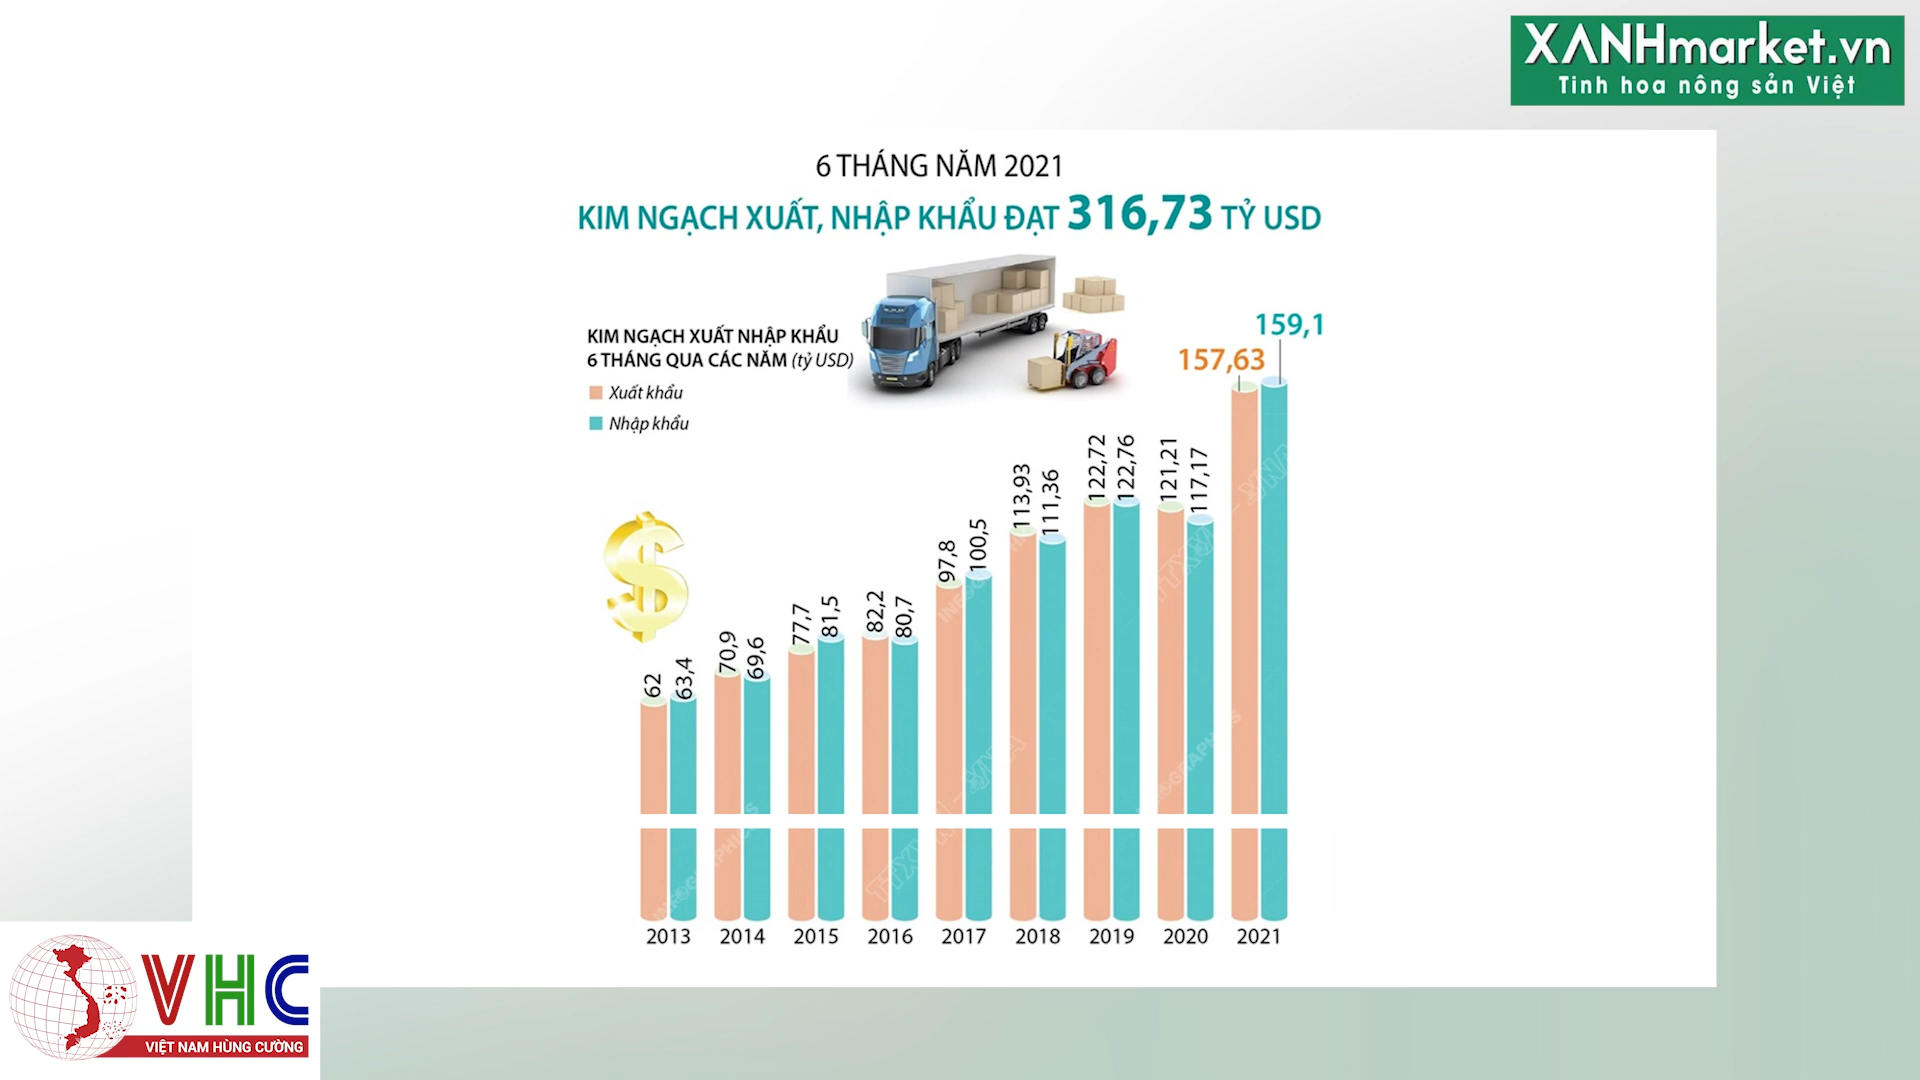 XANHmarket.vn
Tinh hoa nông sản Việt
6 THÁNG NĂM 2021
KIM NGẠCH XUẤT, NHẬP KHẨU ĐẠT 316,73 TỶ USD
KIM NGẠCH XUẤT NHẬP KHẨU
6 THÁNG QUA CÁC NĂM (tỷ USD)
Xuất khẩu
Nhập khẩu
62
63,4
70,9
69,6
77,7
81,5
82,2
80,7
97,8
100,5
113,93
111,36
122,72
122,76
121,21
117,17
157,63
159,1
2013 2014 2015 2016 2017 2018 2019 2020 2021
VHC
VIỆT NAM HÙNG CƯỜNG